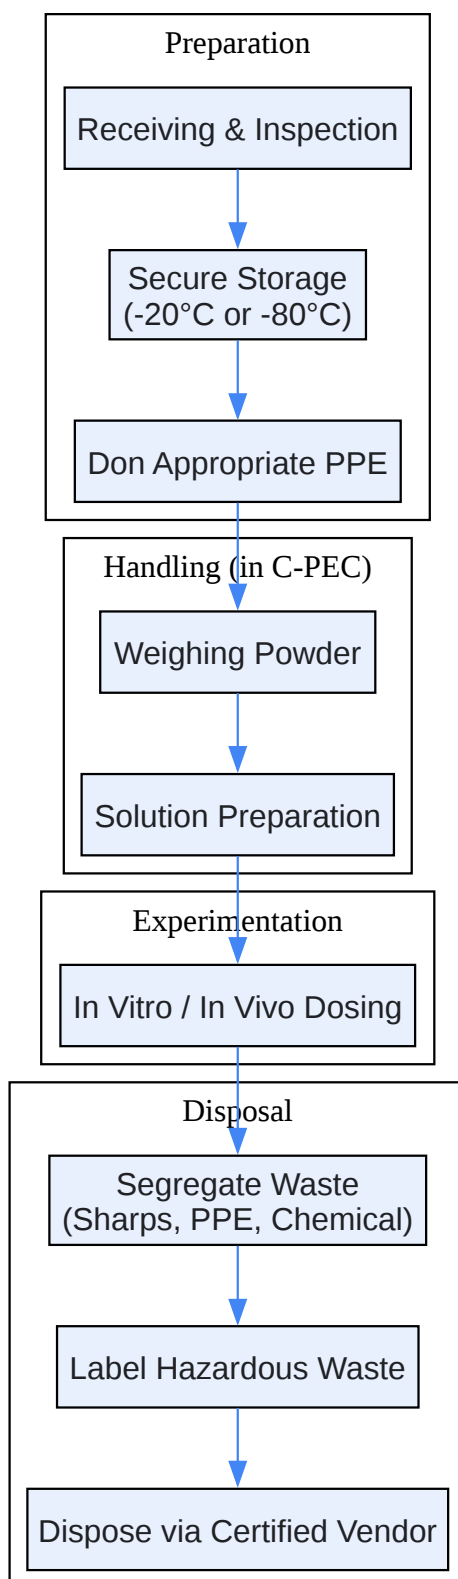 Preparation
Receiving & Inspection
Secure Storage
(-20°C or -80°C)
Don Appropriate PPE
Handling (in C-PEC)
Weighing Powder
Solution Preparation
Experimentation
In Vitro / In Vivo Dosing
Disposal
Segregate Waste
(Sharps, PPE, Chemical)
Label Hazardous Waste
Dispose via Certified Vendor